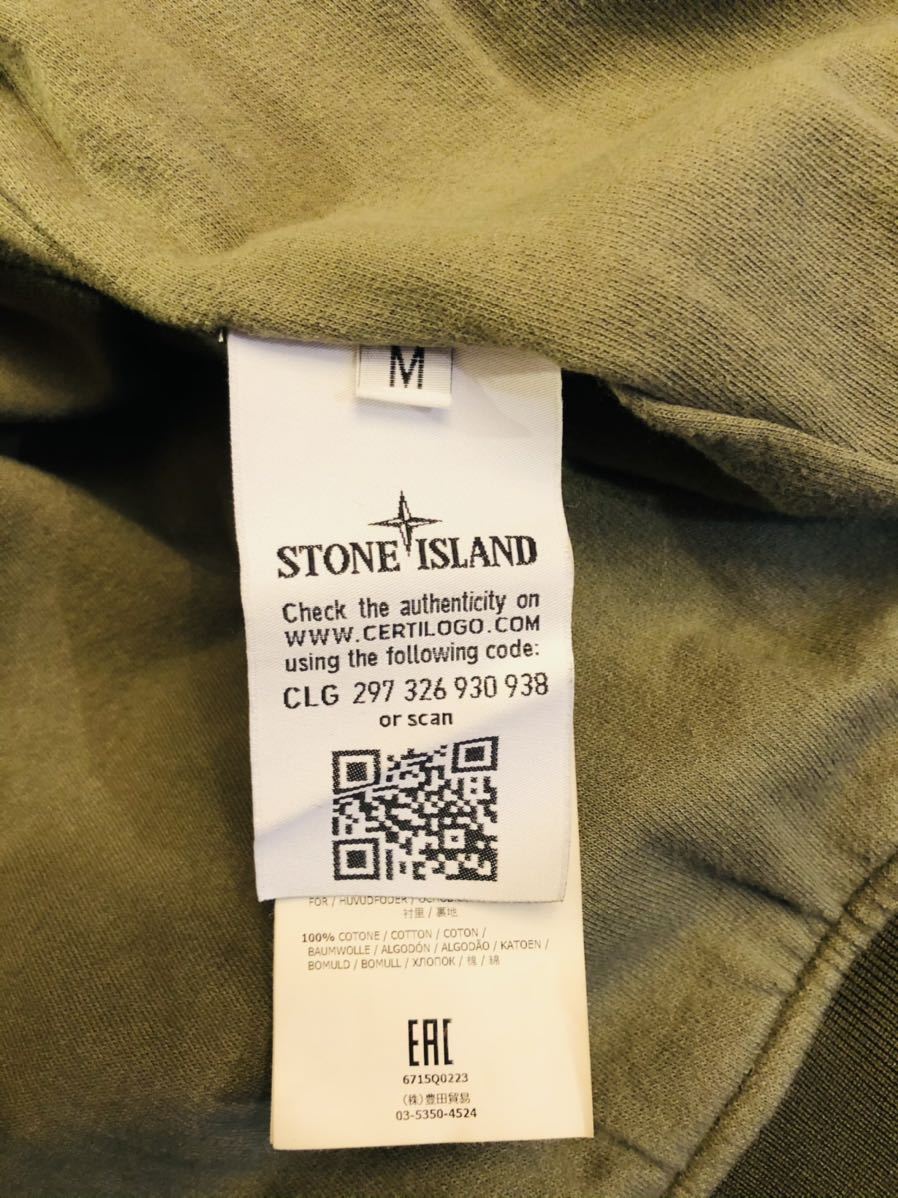 M
STONE ISLAND
Check the authenticity on
WWW.CERTILOGO.COM
using the following code:
CLG 297 326 930 938
or scan
FOR / HUVUDFODER /
衬里 / 裏地
100% COTONE / COTTON / COTON /
BAUMWOLLE / ALGODÓN / ALGODÃO / KATOEN /
BOMULD / BOMULL / ХЛОПОК / 棉 / 綿
EAC
6715Q0223
(株)豊田貿易
03-5350-4524